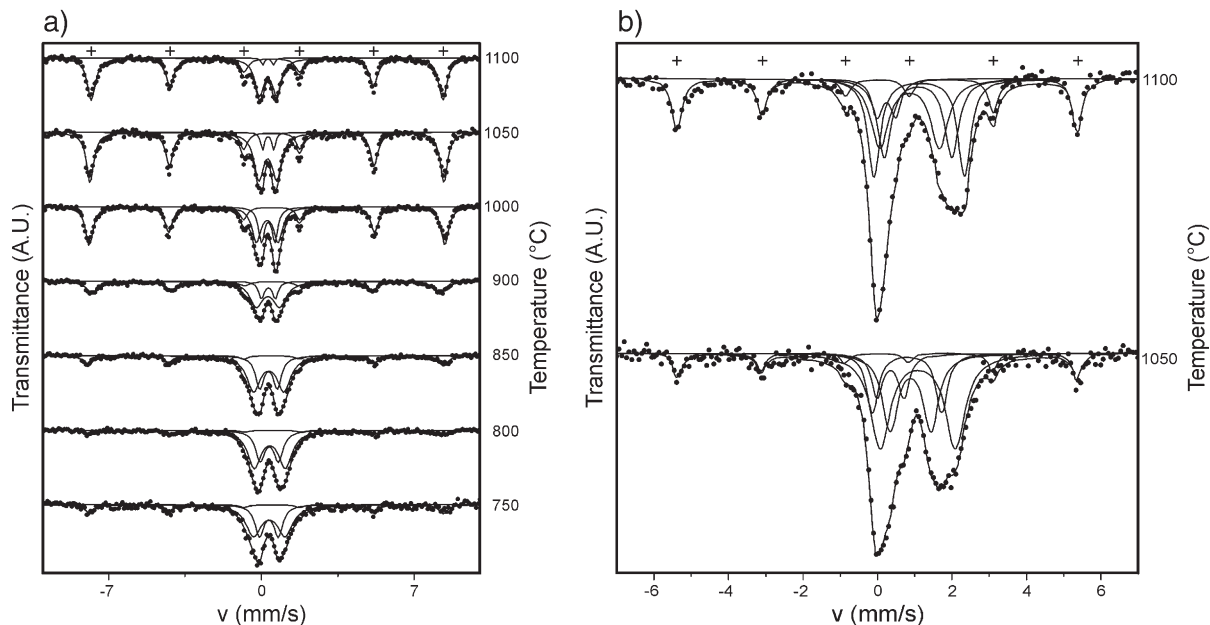 a)
+ + + + + +
1100
1050
1000
900
850
800
750
Transmittance (A.U.)
Temperature (°C)
-7 0 7
v (mm/s)
b)
+ + + + + +
1100
1050
Transmittance (A.U.)
Temperature (°C)
-6 -4 -2 0 2 4 6
v (mm/s)